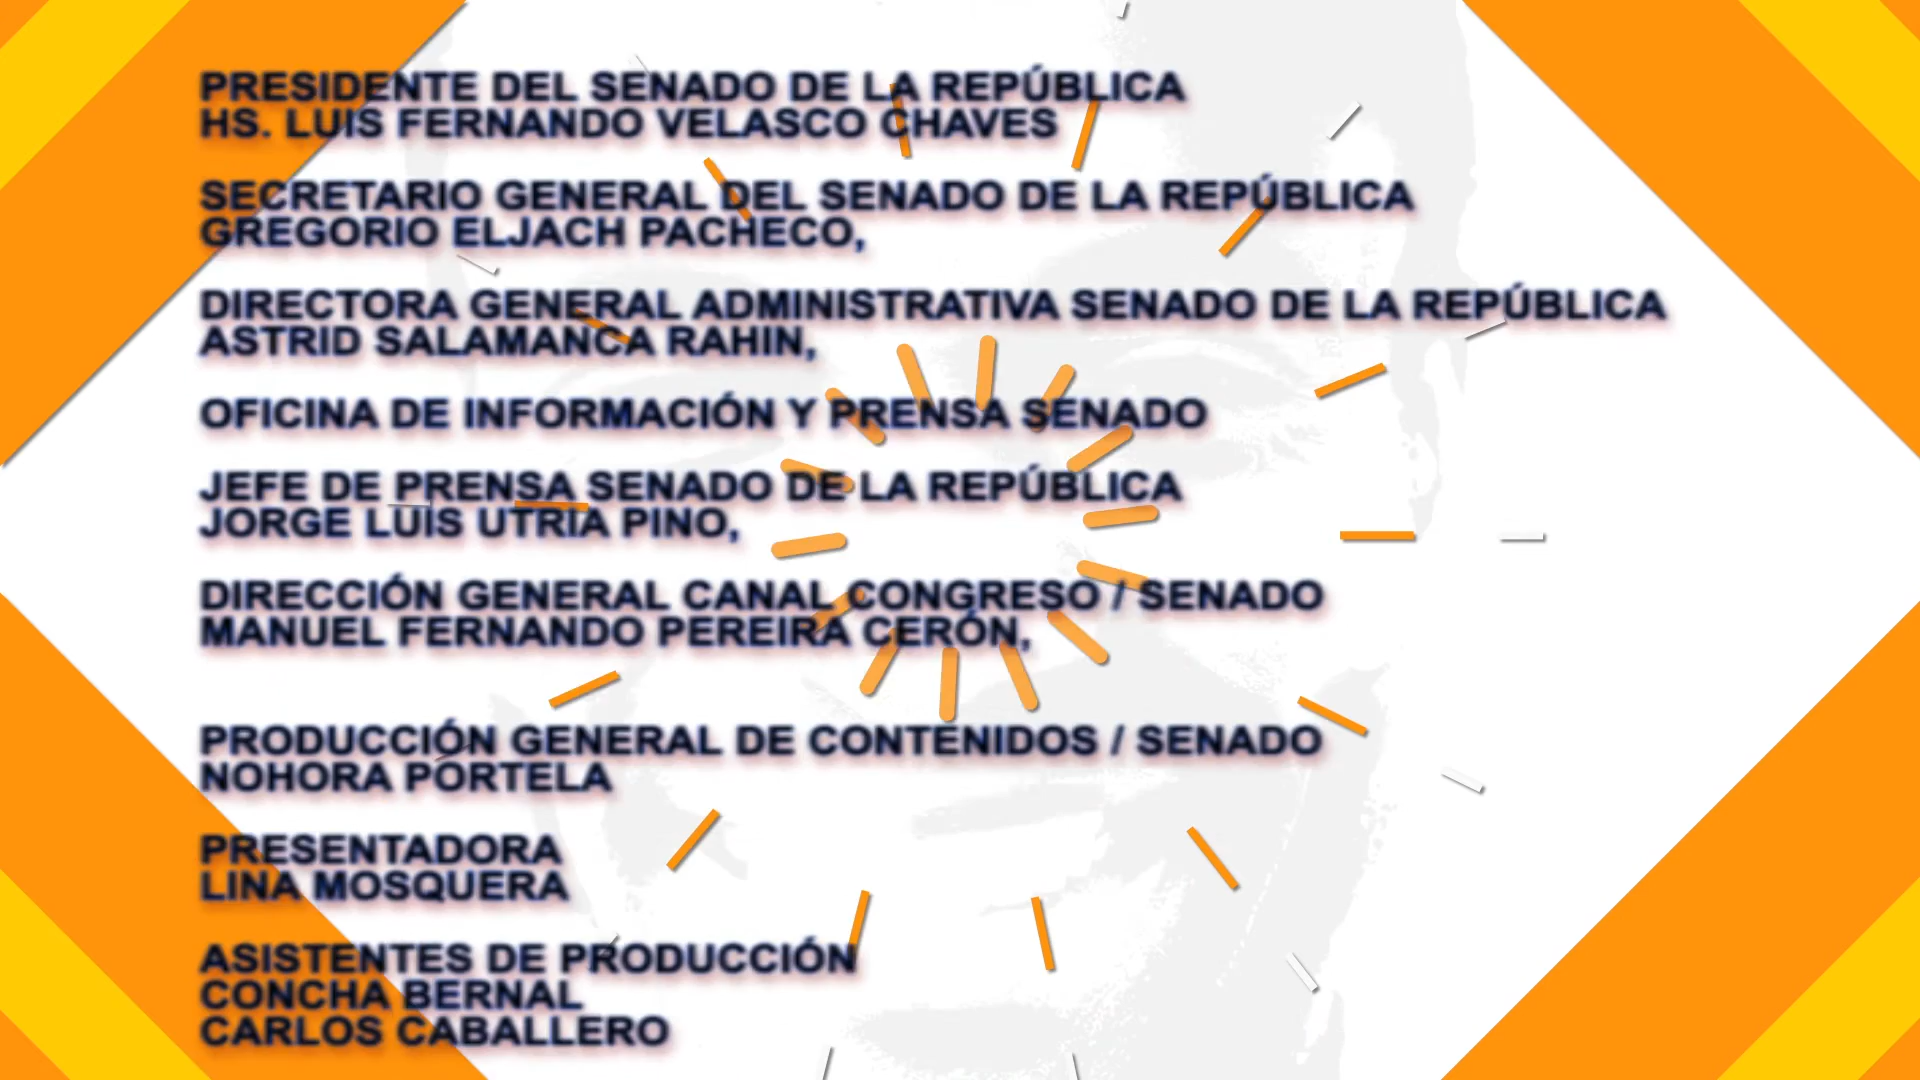 PRESIDENTE DEL SENADO DE LA REPÚBLICA
HS. LUIS FERNANDO VELASCO CHAVES
SECRETARIO GENERAL DEL SENADO DE LA REPÚBLICA
GREGORIO ELJACH PACHECO,
DIRECTORA GENERAL ADMINISTRATIVA SENADO DE LA REPÚBLICA
ASTRID SALAMANCA RAHIN,
OFICINA DE INFORMACIÓN Y PRENSA SENADO
JEFE DE PRENSA SENADO DE LA REPÚBLICA
JORGE LUIS UTRIA PINO,
DIRECCIÓN GENERAL CANAL CONGRESO / SENADO
MANUEL FERNANDO PEREIRA CERÓN,
PRODUCCIÓN GENERAL DE CONTENIDOS / SENADO
NOHORA PORTELA
PRESENTADORA
LINA MOSQUERA
ASISTENTES DE PRODUCCIÓN
CONCHA BERNAL
CARLOS CABALLERO